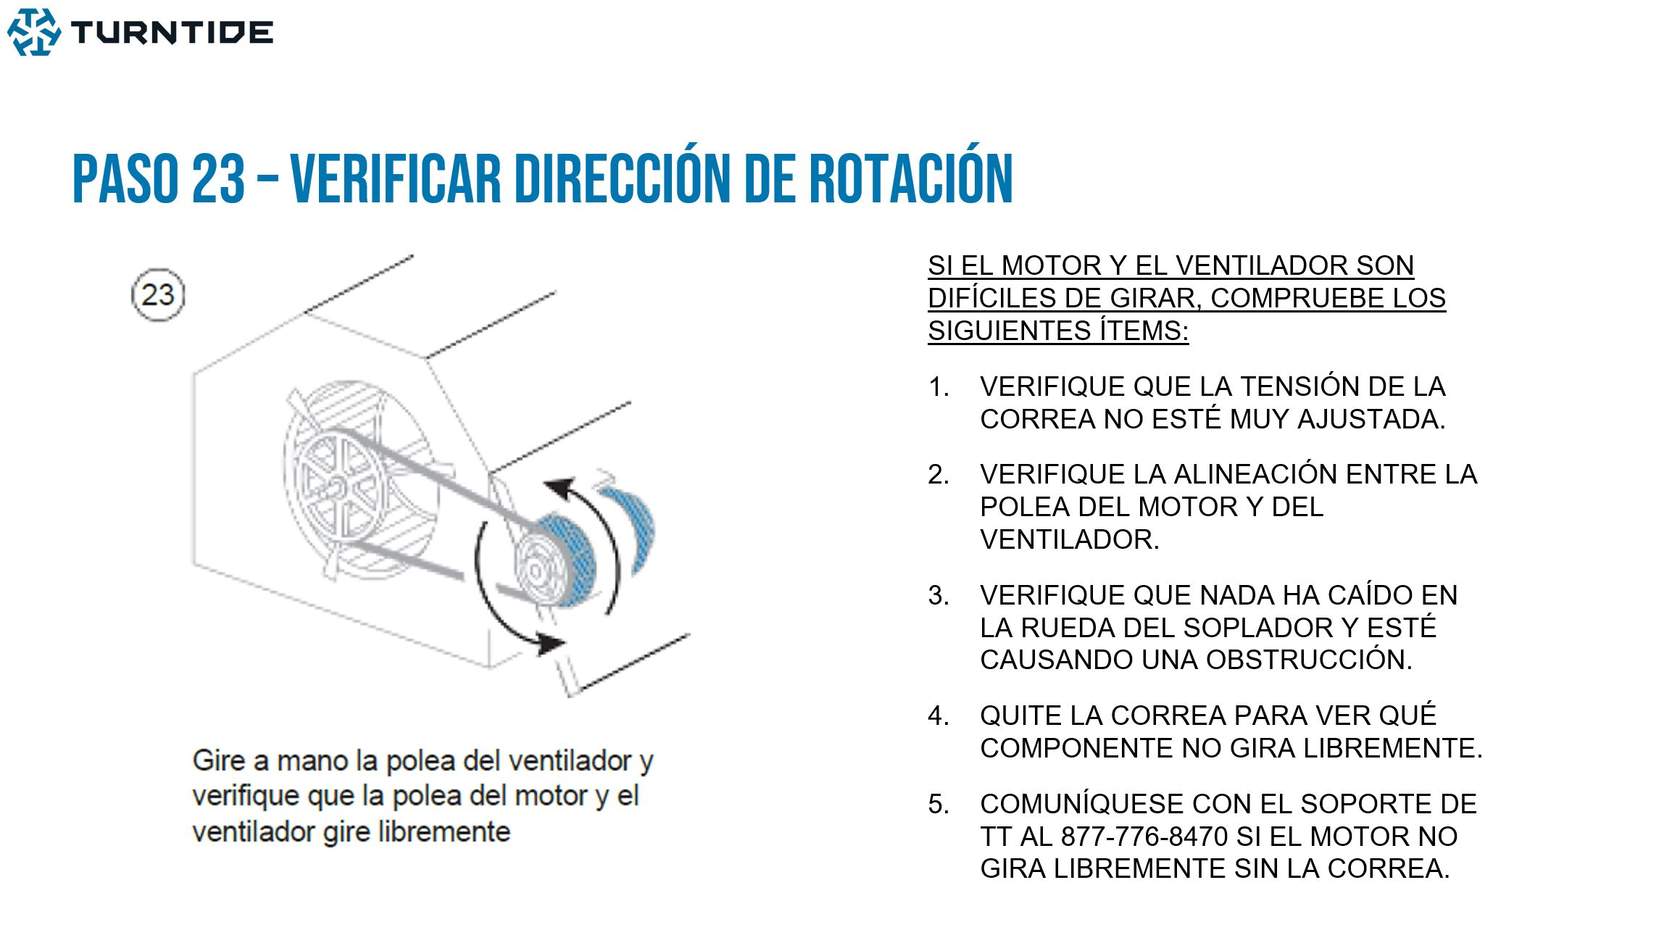 TURNTIDE
PASO 23 – VERIFICAR DIRECCIÓN DE ROTACIÓN
23
Gire a mano la polea del ventilador y
verifique que la polea del motor y el
ventilador gire libremente
SI EL MOTOR Y EL VENTILADOR SON
DIFÍCILES DE GIRAR, COMPRUEBE LOS
SIGUIENTES ÍTEMS:
1. VERIFIQUE QUE LA TENSIÓN DE LA
CORREA NO ESTÉ MUY AJUSTADA.
2. VERIFIQUE LA ALINEACIÓN ENTRE LA
POLEA DEL MOTOR Y DEL
VENTILADOR.
3. VERIFIQUE QUE NADA HA CAÍDO EN
LA RUEDA DEL SOPLADOR Y ESTÉ
CAUSANDO UNA OBSTRUCCIÓN.
4. QUITE LA CORREA PARA VER QUÉ
COMPONENTE NO GIRA LIBREMENTE.
5. COMUNÍQUESE CON EL SOPORTE DE
TT AL 877-776-8470 SI EL MOTOR NO
GIRA LIBREMENTE SIN LA CORREA.